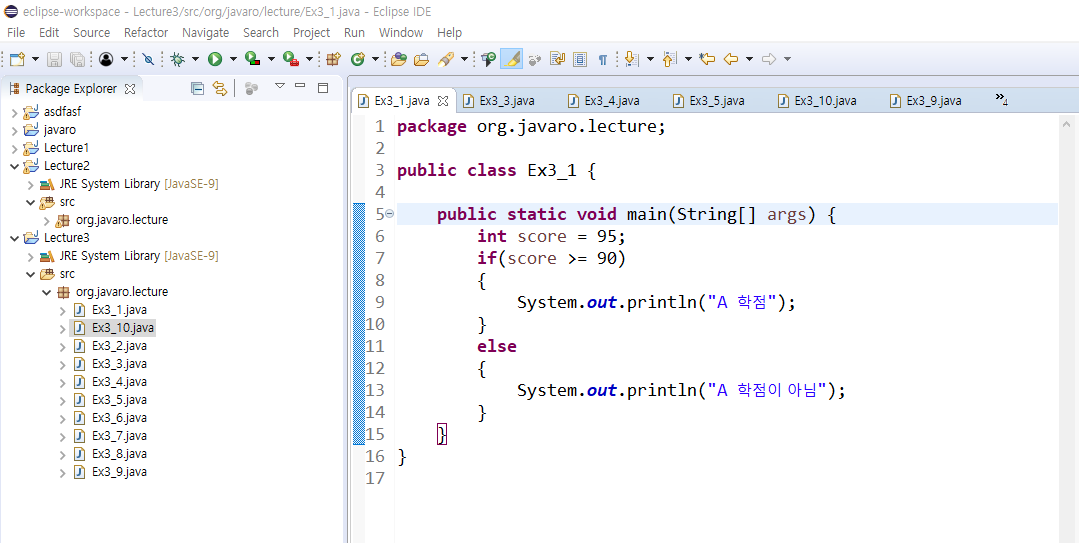 eclipse-workspace - Lecture3/src/org/javaro/lecture/Ex3_1.java - Eclipse IDE
File Edit Source Refactor Navigate Search Project Run Window Help
Package Explorer
asdfasf
javaro
Lecture1
Lecture2
JRE System Library [JavaSE-9]
src
org.javaro.lecture
Lecture3
JRE System Library [JavaSE-9]
src
org.javaro.lecture
Ex3_1.java
Ex3_10.java
Ex3_2.java
Ex3_3.java
Ex3_4.java
Ex3_5.java
Ex3_6.java
Ex3_7.java
Ex3_8.java
Ex3_9.java
Ex3_1.java Ex3_3.java Ex3_4.java Ex3_5.java Ex3_10.java Ex3_9.java »4
1 package org.javaro.lecture;
2
3 public class Ex3_1 {
4
5 public static void main(String[] args) {
6 int score = 95;
7 if(score >= 90)
8 {
9 System.out.println("A 학점");
10 }
11 else
12 {
13 System.out.println("A 학점이 아님");
14 }
15 }
16 }
17